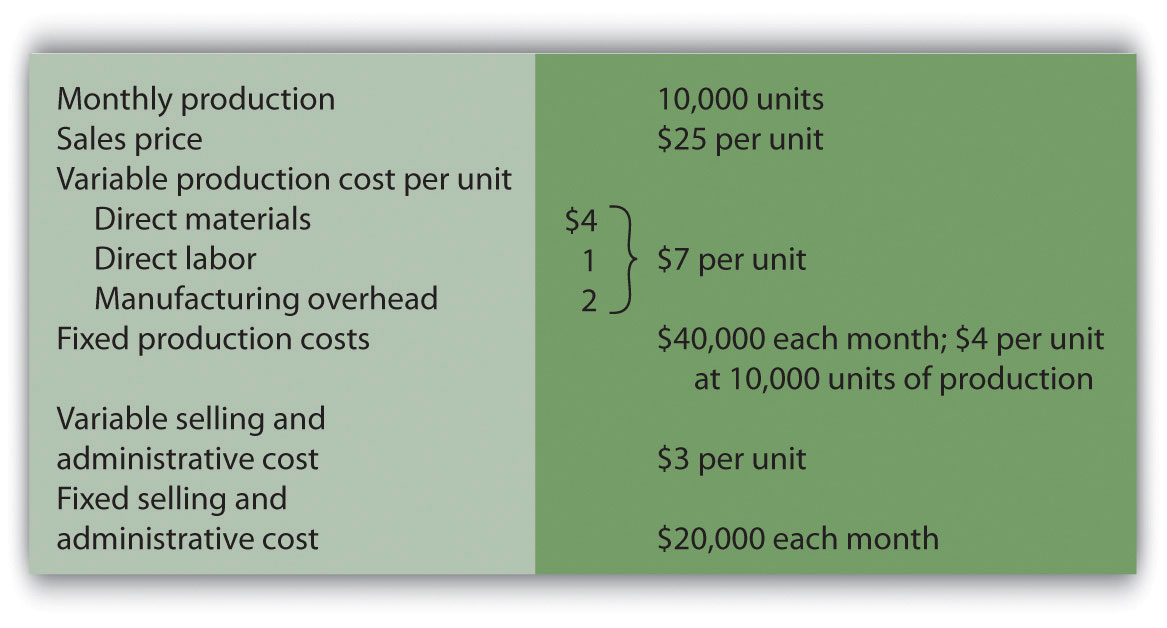 Monthly production 10,000 units
Sales price $25 per unit
Variable production cost per unit
Direct materials $4
Direct labor 1 $7 per unit
Manufacturing overhead 2
Fixed production costs $40,000 each month; $4 per unit
at 10,000 units of production
Variable selling and
administrative cost $3 per unit
Fixed selling and
administrative cost $20,000 each month